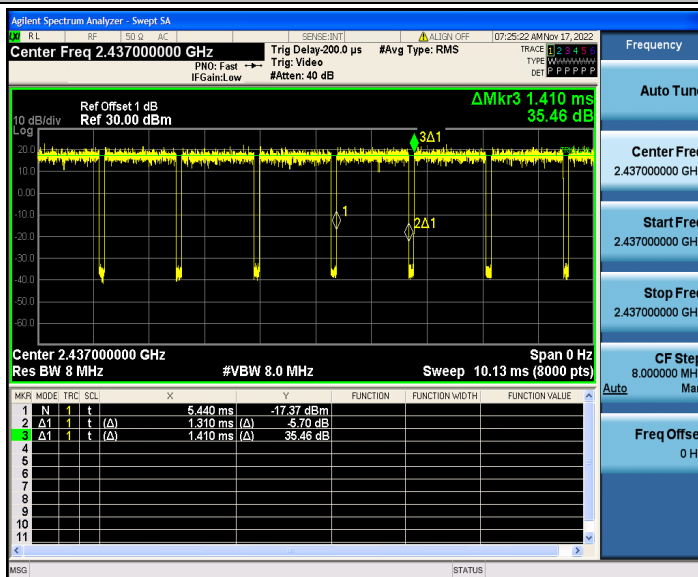 Agilent Spectrum Analyzer - Swept SA
LXI RL RF 50 Ω AC SENSE:INT ALIGN OFF 07:25:22 AM Nov 17, 2022
Center Freq 2.437000000 GHz
Trig Delay-200.0 µs #Avg Type: RMS TRACE 1 2 3 4 5 6
PNO: Fast Trig: Video TYPE W
IFGain:Low #Atten: 40 dB DET P P P P P P
Frequency
Auto Tune
Center Freq
2.437000000 GH
Start Freq
2.437000000 GH
Stop Freq
2.437000000 GH
CF Step
8.000000 MH
Auto Man
Freq Offset
0 H
ΔMkr3 1.410 ms
35.46 dB
Ref Offset 1 dB
10 dB/div Ref 30.00 dBm
Log
20.0
10.0
0.00
-10.0
-20.0
-30.0
-40.0
-50.0
-60.0
3Δ1
1
2Δ1
Center 2.437000000 GHz Span 0 Hz
Res BW 8 MHz #VBW 8.0 MHz Sweep 10.13 ms (8000 pts)
MKR MODE TRC SCL X Y FUNCTION FUNCTION WIDTH FUNCTION VALUE
1 N 1 t 5.440 ms -17.37 dBm
2 Δ1 1 t (Δ) 1.310 ms (Δ) -5.70 dB
3 Δ1 1 t (Δ) 1.410 ms (Δ) 35.46 dB
4
5
6
7
8
9
10
11
MSG STATUS